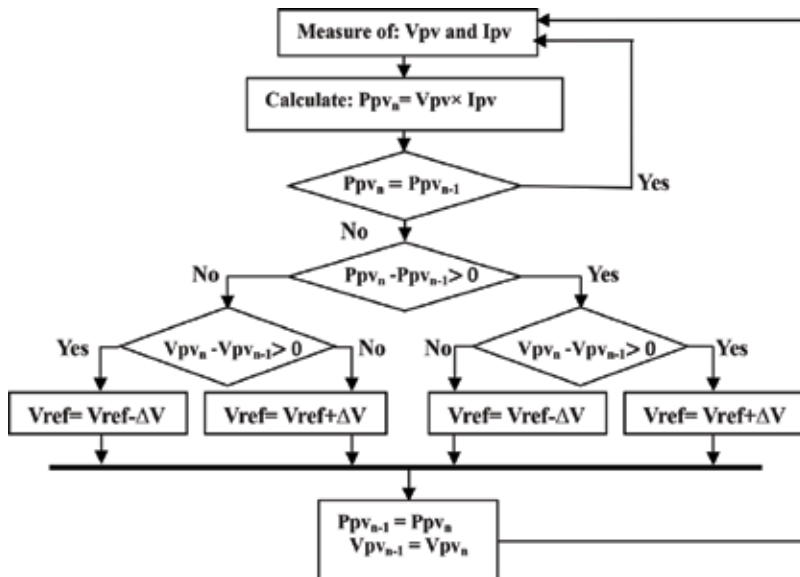 Measure of: Vpv and Ipv
Calculate: Ppvₙ= Vpv× Ipv
Ppvₙ = Ppvₙ₋₁
Yes
No
No
Ppvₙ -Ppvₙ₋₁> 0
Yes
Yes
Vpvₙ -Vpvₙ₋₁> 0
No
No
Vpvₙ -Vpvₙ₋₁> 0
Yes
Vref= Vref-ΔV
Vref= Vref+ΔV
Vref= Vref-ΔV
Vref= Vref+ΔV
Ppvₙ₋₁ = Ppvₙ
Vpvₙ₋₁ = Vpvₙ